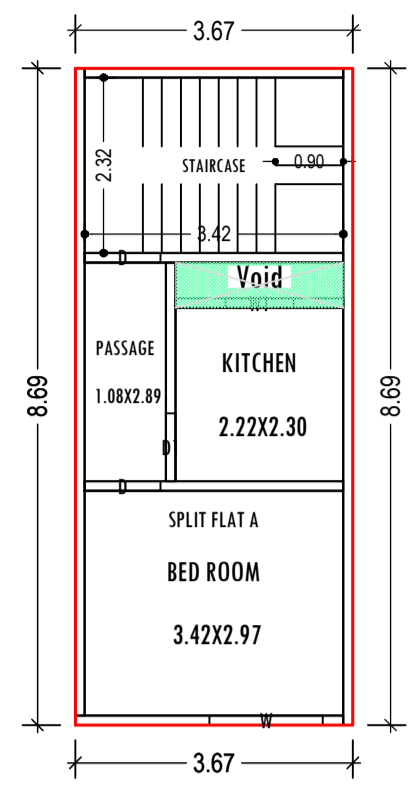 3.67
2.32
STAIRCASE
0.90
3.42
D
Void
W1
PASSAGE
1.08X2.89
KITCHEN
2.22X2.30
8.69
8.69
D
D
SPLIT FLAT A
BED ROOM
3.42X2.97
W
3.67